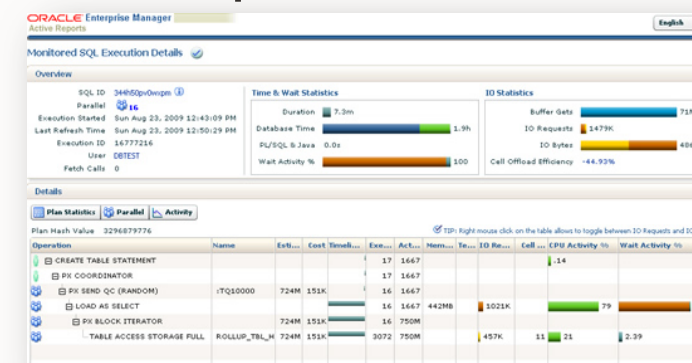 ORACLE Enterprise Manager
Active Reports
English
Monitored SQL Execution Details
Overview
SQL ID 344h50pv0wxpm
Parallel 16
Execution Started Sun Aug 23, 2009 12:43:09 PM
Last Refresh Time Sun Aug 23, 2009 12:50:29 PM
Execution ID 16777216
User DBTEST
Fetch Calls 0
Time & Wait Statistics
Duration 7.3m
Database Time 1.9h
PL/SQL & Java 0.0s
Wait Activity % 100
IO Statistics
Buffer Gets 71M
IO Requests 1479K
IO Bytes
Cell Offload Efficiency -44.93%
Details
Plan Statistics Parallel Activity
Plan Hash Value 3296879776
TIP: Right mouse click on the table allows to toggle between IO Requests and IO
Operation Name Esti... Cost Timeli... Exe... Act... Mem... Te... IO Re... Cell ... CPU Activity % Wait Activity %
CREATE TABLE STATEMENT 17 1667 .14
PX COORDINATOR 17 1667
PX SEND QC (RANDOM) :TQ10000 724M 151K 16 1667
LOAD AS SELECT 16 1667 442MB 1021K 79
PX BLOCK ITERATOR 724M 151K 16 750M
TABLE ACCESS STORAGE FULL ROLLUP_TBL_H 724M 151K 3072 750M 457K 11 21 2.39